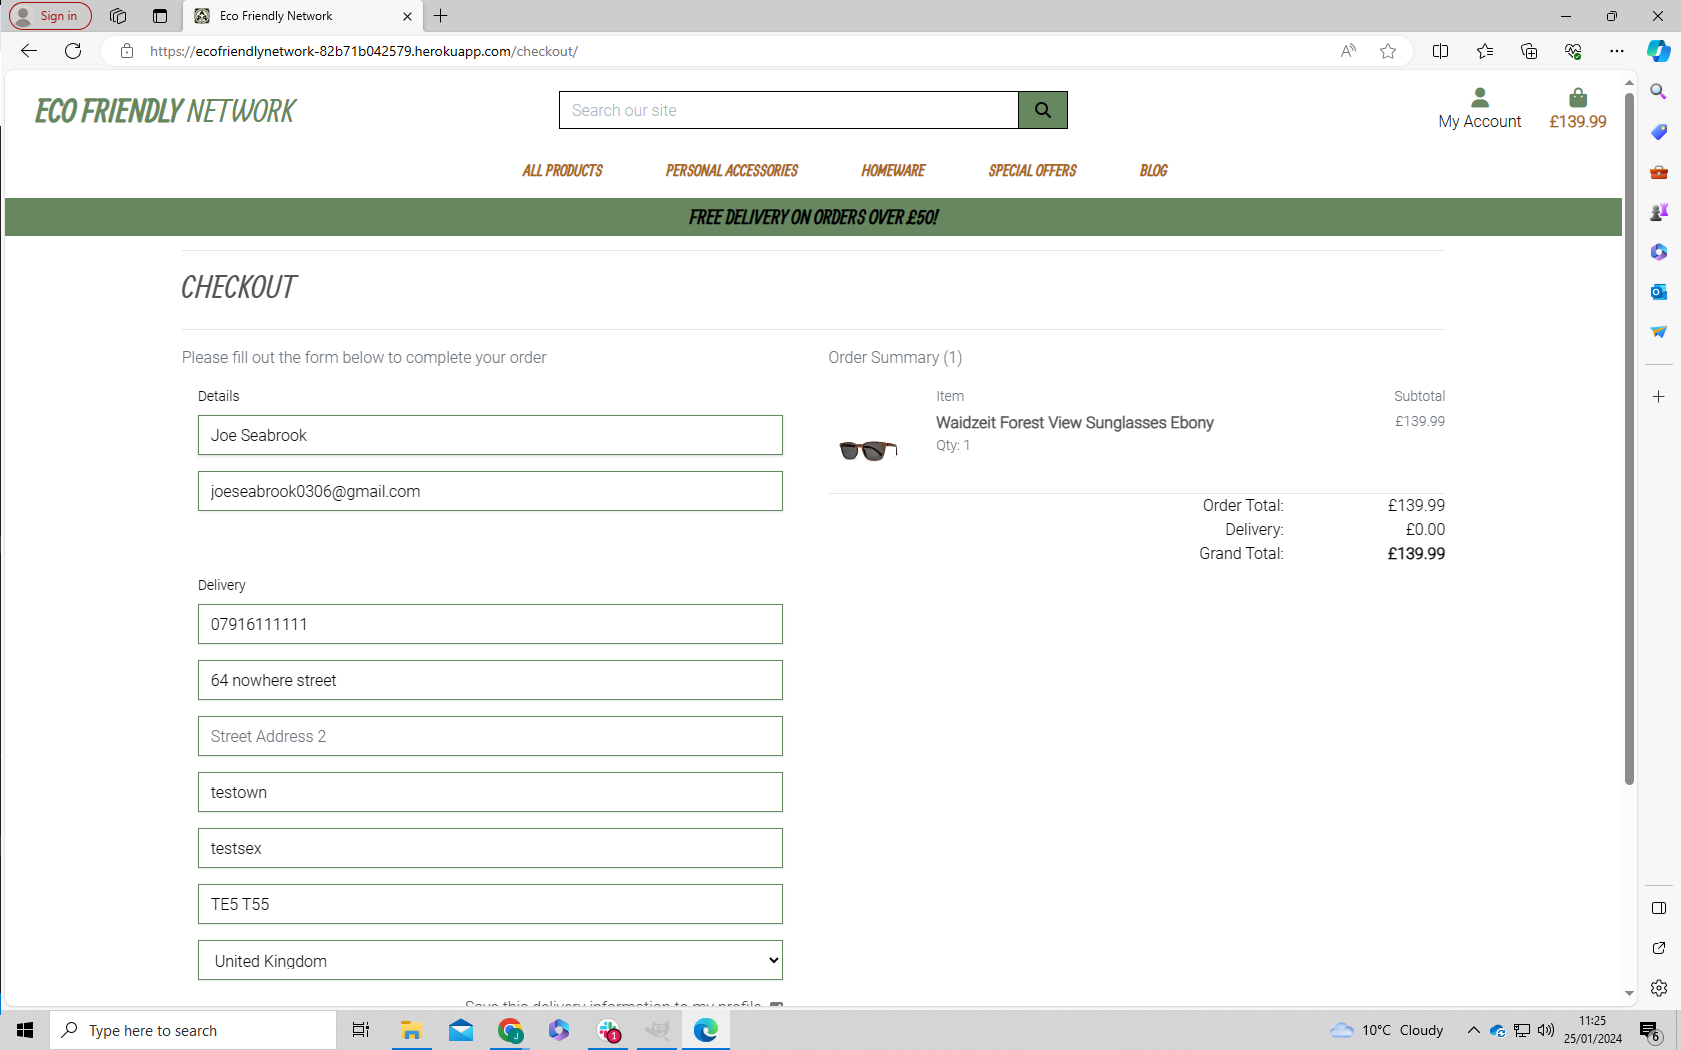 Sign in
Eco Friendly Network
https://ecofriendlynetwork-82b71b042579.herokuapp.com/checkout/
ECO FRIENDLY NETWORK
Search our site
My Account
£139.99
ALL PRODUCTS PERSONAL ACCESSORIES HOMEWARE SPECIAL OFFERS BLOG
FREE DELIVERY ON ORDERS OVER £50!
CHECKOUT
Please fill out the form below to complete your order
Details
Joe Seabrook
joeseabrook0306@gmail.com
Delivery
07916111111
64 nowhere street
Street Address 2
testown
testsex
TE5 T55
United Kingdom
Save this delivery information to my profile
Order Summary (1)
Item Subtotal
Waidzeit Forest View Sunglasses Ebony £139.99
Qty: 1
Order Total: £139.99
Delivery: £0.00
Grand Total: £139.99
Type here to search
J
1
10°C Cloudy
11:25
25/01/2024
6